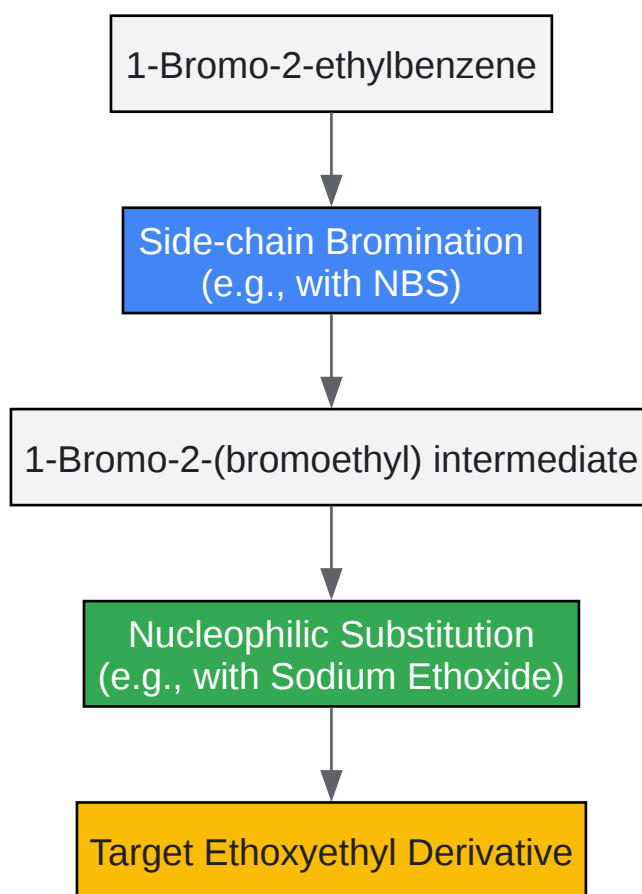 1-Bromo-2-ethylbenzene
Side-chain Bromination
(e.g., with NBS)
1-Bromo-2-(bromoethyl) intermediate
Nucleophilic Substitution
(e.g., with Sodium Ethoxide)
Target Ethoxyethyl Derivative